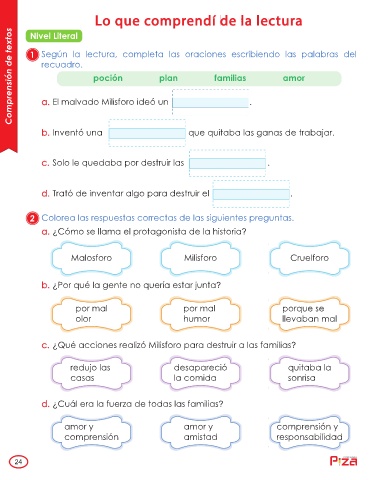 Lo que comprendí de la lectura
Comprensión de textos
Nivel Literal
1 Según la lectura, completa las oraciones escribiendo las palabras del
recuadro.
poción plan familias amor
a. El malvado Milisforo ideó un .
b. Inventó una que quitaba las ganas de trabajar.
c. Solo le quedaba por destruir las .
d. Trató de inventar algo para destruir el .
2 Colorea las respuestas correctas de las siguientes preguntas.
a. ¿Cómo se llama el protagonista de la historia?
Malosforo Milisforo Cruelforo
b. ¿Por qué la gente no quería estar junta?
por mal por mal porque se
olor humor llevaban mal
c. ¿Qué acciones realizó Milisforo para destruir a las familias?
redujo las desapareció quitaba la
casas la comida sonrisa
d. ¿Cuál era la fuerza de todas las familias?
amor y amor y comprensión y
comprensión amistad responsabilidad
24